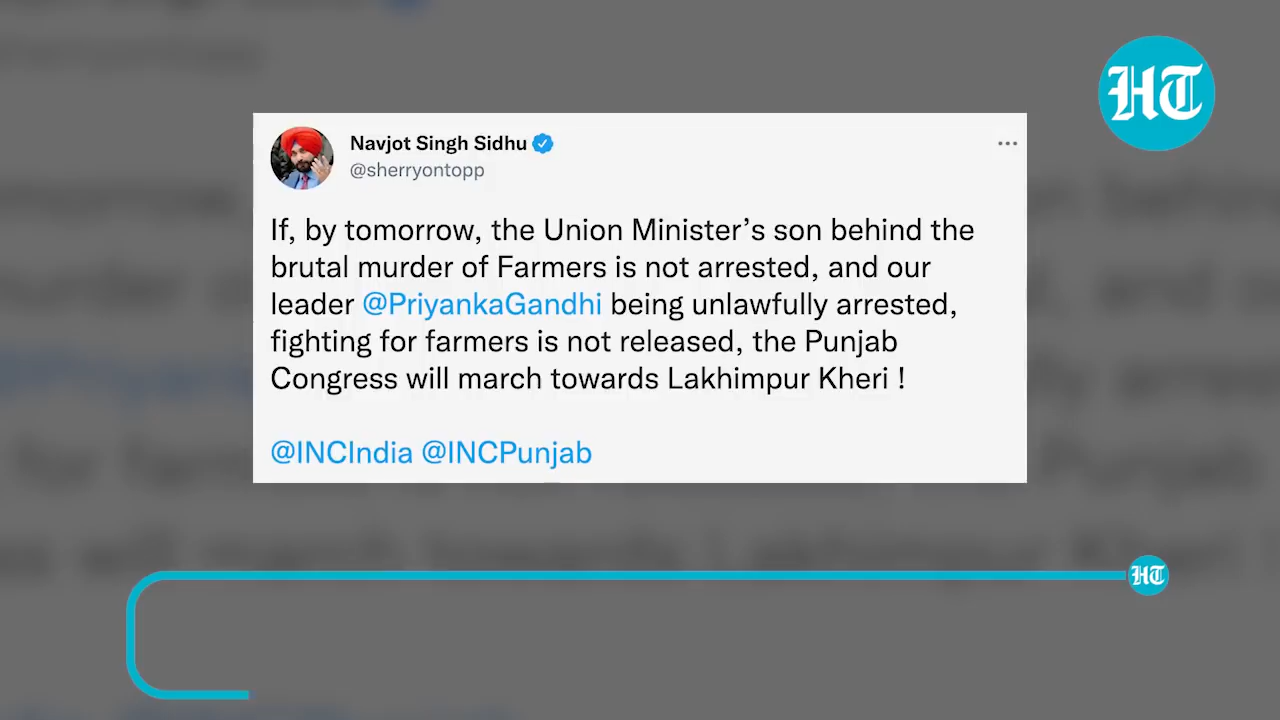 HT
Navjot Singh Sidhu
@sherryontopp
If, by tomorrow, the Union Minister’s son behind the
brutal murder of Farmers is not arrested, and our
leader @PriyankaGandhi being unlawfully arrested,
fighting for farmers is not released, the Punjab
Congress will march towards Lakhimpur Kheri !
@INCIndia @INCPunjab
HT